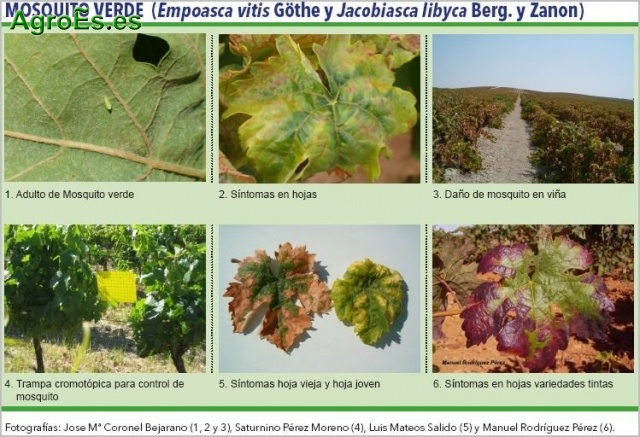 MOSQUITO VERDE (Empoasca vitis Göthe y Jacobiasca libyca Berg. y Zanon)
AgroEs.es
1. Adulto de Mosquito verde
2. Síntomas en hojas
3. Daño de mosquito en viña
Manuel Rodríguez Pérez
4. Trampa cromotópica para control de
mosquito
5. Síntomas hoja vieja y hoja joven
6. Síntomas en hojas variedades tintas
Fotografías: Jose Mª Coronel Bejarano (1, 2 y 3), Saturnino Pérez Moreno (4), Luis Mateos Salido (5) y Manuel Rodríguez Pérez (6).